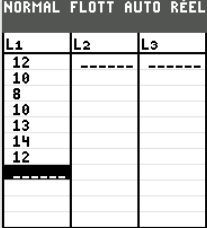 NORMAL FLOTT AUTO RÉEL
L1 L2 L3
12 ------ ------
10
8
10
13
14
12
------